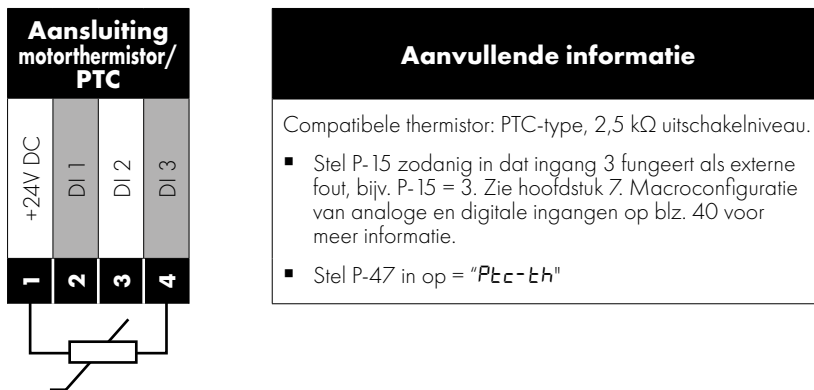 Aansluiting
motorthermistor/
PTC
+24V DC
DI 1
DI 2
DI 3
1
2
3
4
Aanvullende informatie
Compatibele thermistor: PTC-type, 2,5 kΩ uitschakelniveau.
▪ Stel P-15 zodanig in dat ingang 3 fungeert als externe
fout, bijv. P-15 = 3. Zie hoofdstuk 7. Macroconfiguratie
van analoge en digitale ingangen op blz. 40 voor
meer informatie.
▪ Stel P-47 in op = “Ptc-th"